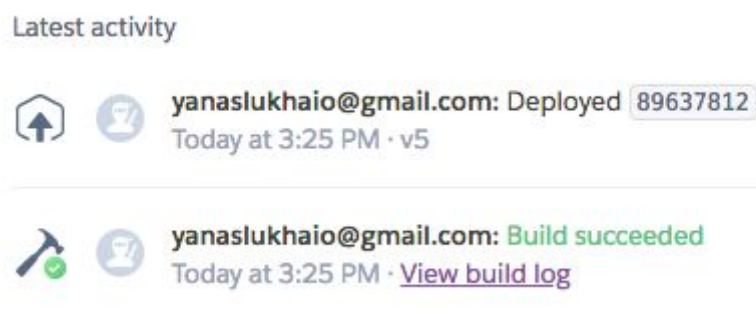 Latest activity
yanaslukhaio@gmail.com: Deployed 89637812
Today at 3:25 PM · v5
yanaslukhaio@gmail.com: Build succeeded
Today at 3:25 PM · View build log